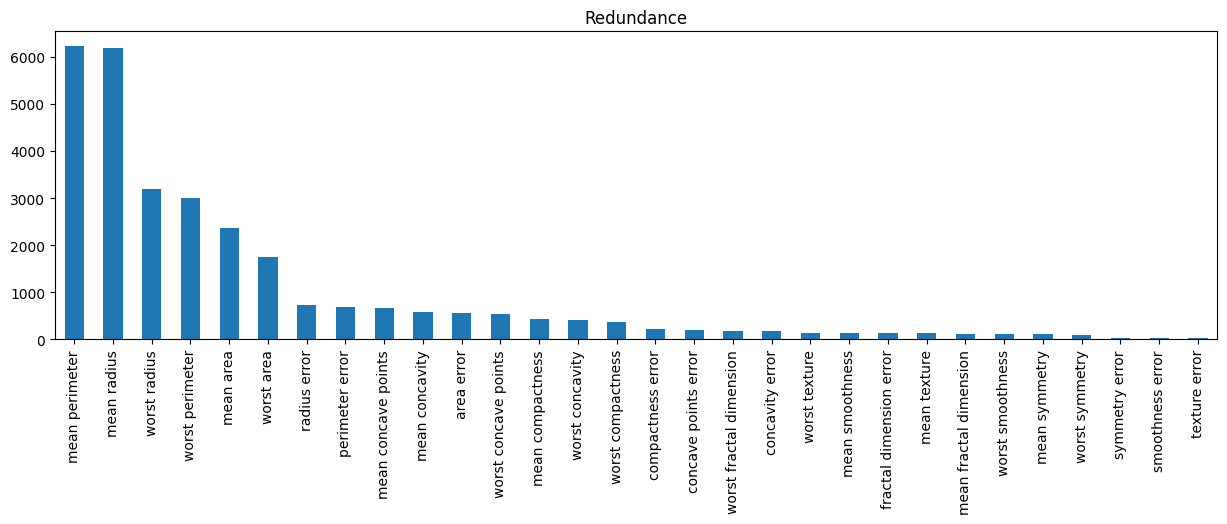 Redundance
6000
5000
4000
3000
2000
1000
0
mean perimeter
mean radius
worst radius
worst perimeter
mean area
worst area
radius error
perimeter error
mean concave points
mean concavity
area error
worst concave points
mean compactness
worst concavity
worst compactness
compactness error
concave points error
worst fractal dimension
concavity error
worst texture
mean smoothness
fractal dimension error
mean texture
mean fractal dimension
worst smoothness
mean symmetry
worst symmetry
symmetry error
smoothness error
texture error